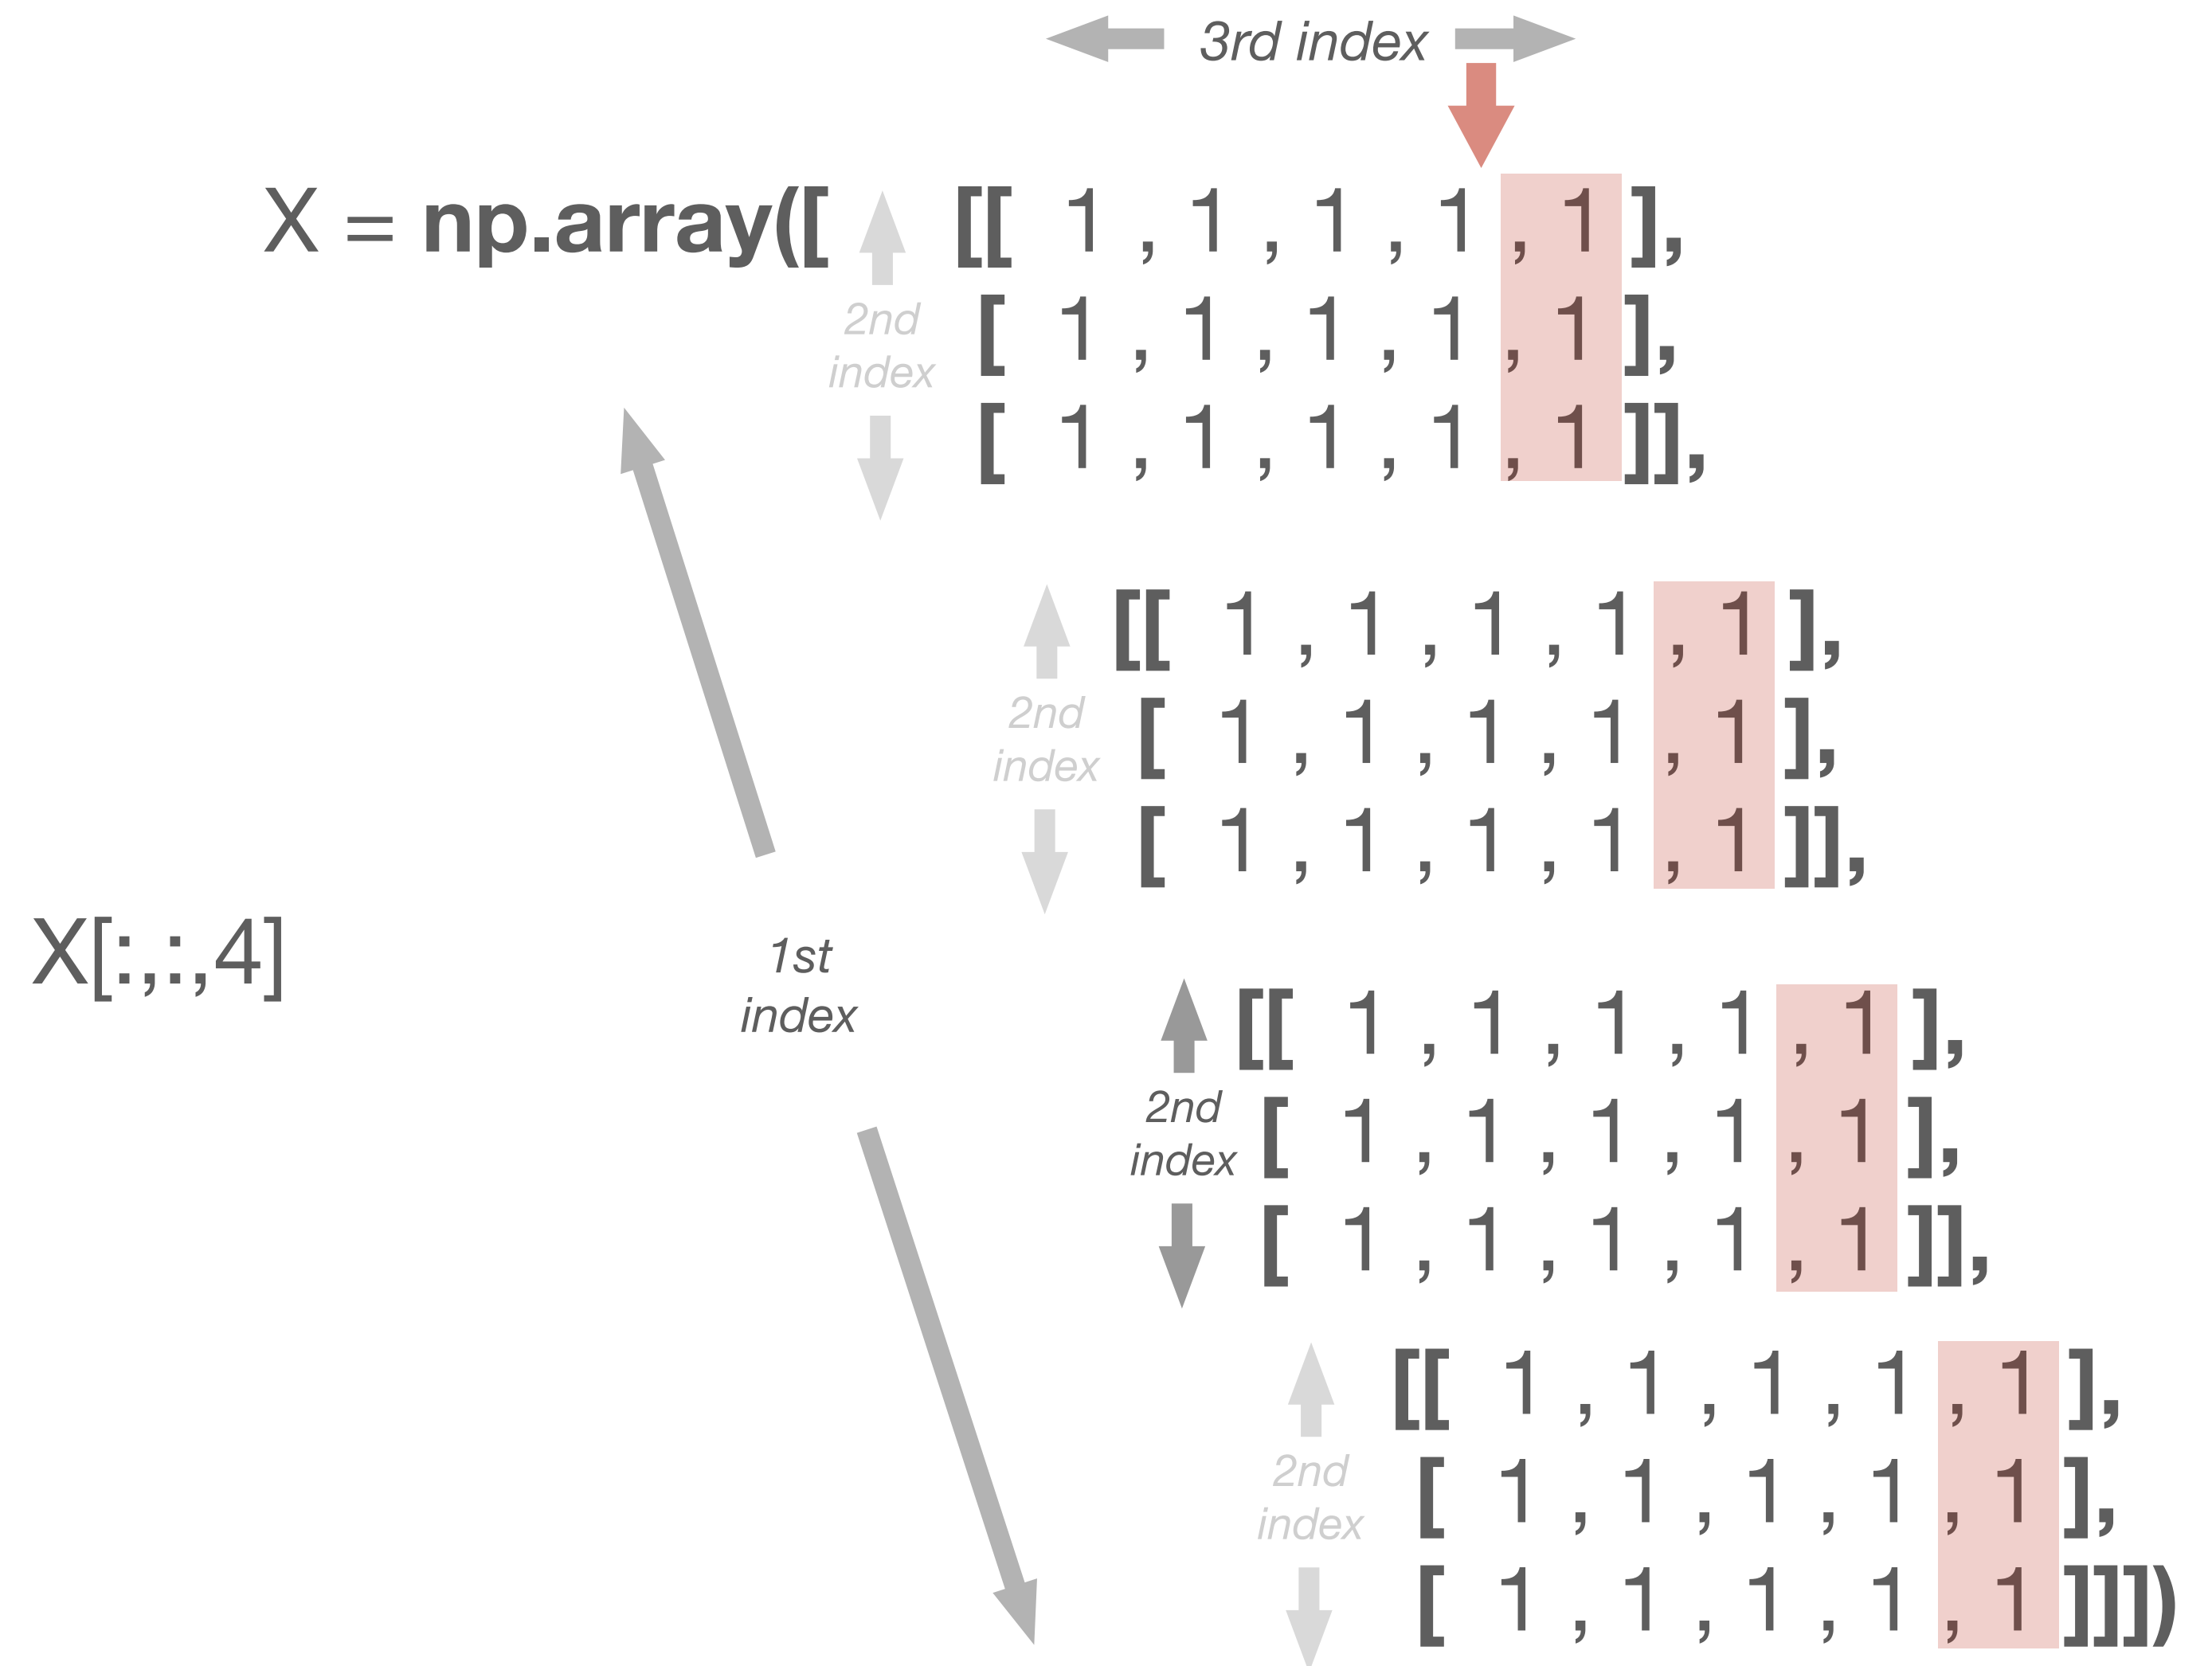 3rd index
X = np.array([ [[ 1 , 1 , 1 , 1 , 1 ],
2nd
index
[ 1 , 1 , 1 , 1 , 1 ],
[ 1 , 1 , 1 , 1 , 1 ]],
[[ 1 , 1 , 1 , 1 , 1 ],
2nd
index
[ 1 , 1 , 1 , 1 , 1 ],
[ 1 , 1 , 1 , 1 , 1 ]],
X[:,:,4]
1st
index
[[ 1 , 1 , 1 , 1 , 1 ],
2nd
index
[ 1 , 1 , 1 , 1 , 1 ],
[ 1 , 1 , 1 , 1 , 1 ]],
[[ 1 , 1 , 1 , 1 , 1 ],
2nd
index
[ 1 , 1 , 1 , 1 , 1 ],
[ 1 , 1 , 1 , 1 , 1 ]]])